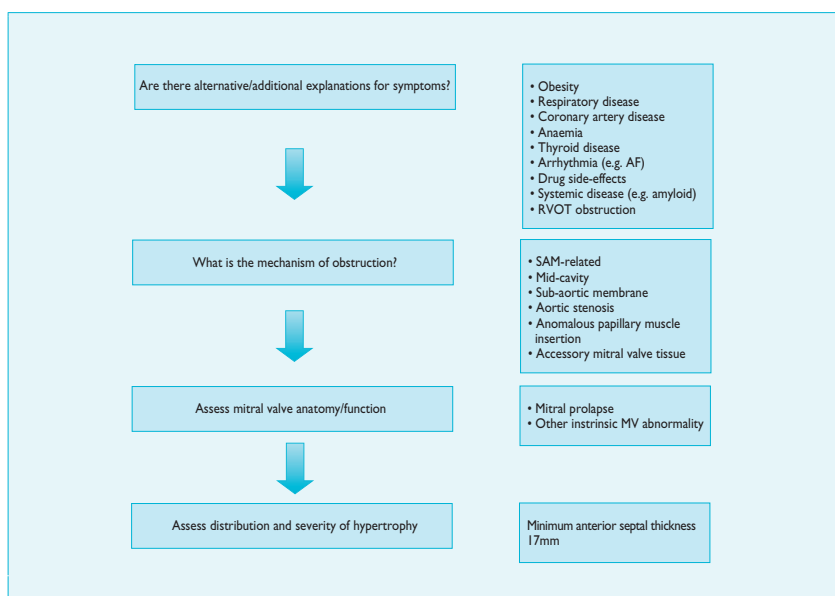 Are there alternative/additional explanations for symptoms?
• Obesity
• Respiratory disease
• Coronary artery disease
• Anaemia
• Thyroid disease
• Arrhythmia (e.g. AF)
• Drug side-effects
• Systemic disease (e.g. amyloid)
• RVOT obstruction
What is the mechanism of obstruction?
• SAM-related
• Mid-cavity
• Sub-aortic membrane
• Aortic stenosis
• Anomalous papillary muscle
insertion
• Accessory mitral valve tissue
Assess mitral valve anatomy/function
• Mitral prolapse
• Other instrinsic MV abnormality
Assess distribution and severity of hypertrophy
Minimum anterior septal thickness
17mm